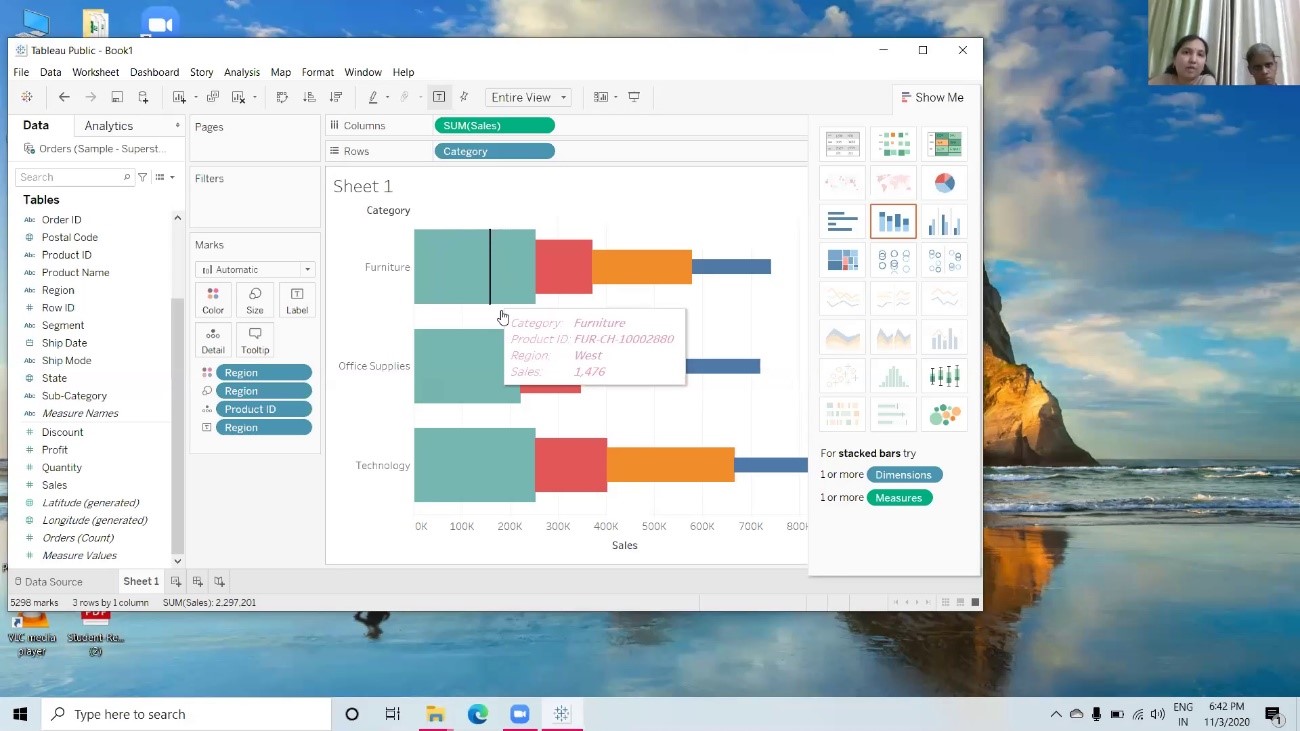 Tableau Public - Book1
File Data Worksheet Dashboard Story Analysis Map Format Window Help
Entire View
Show Me
Data Analytics
Orders (Sample - Superst...
Search
Tables
Order ID
Postal Code
Product ID
Product Name
Region
Row ID
Segment
Ship Date
Ship Mode
State
Sub-Category
Measure Names
Discount
Profit
Quantity
Sales
Latitude (generated)
Longitude (generated)
Orders (Count)
Measure Values
Pages
Filters
Marks
Automatic
Color Size Label
Detail Tooltip
Region
Region
Product ID
Region
Columns SUM(Sales)
Rows Category
Sheet 1
Category
Furniture
Office Supplies
Technology
Category: Furniture
Product ID: FUR-CH-10002880
Region: West
Sales: 1,476
0K 100K 200K 300K 400K 500K 600K 700K 800K
Sales
For stacked bars try
1 or more Dimensions
1 or more Measures
Data Source Sheet 1
5298 marks 3 rows by 1 column SUM(Sales): 2,297,201
VLC media player
Student-Re... (2)
Type here to search
ENG
IN
6:42 PM
11/3/2020
1